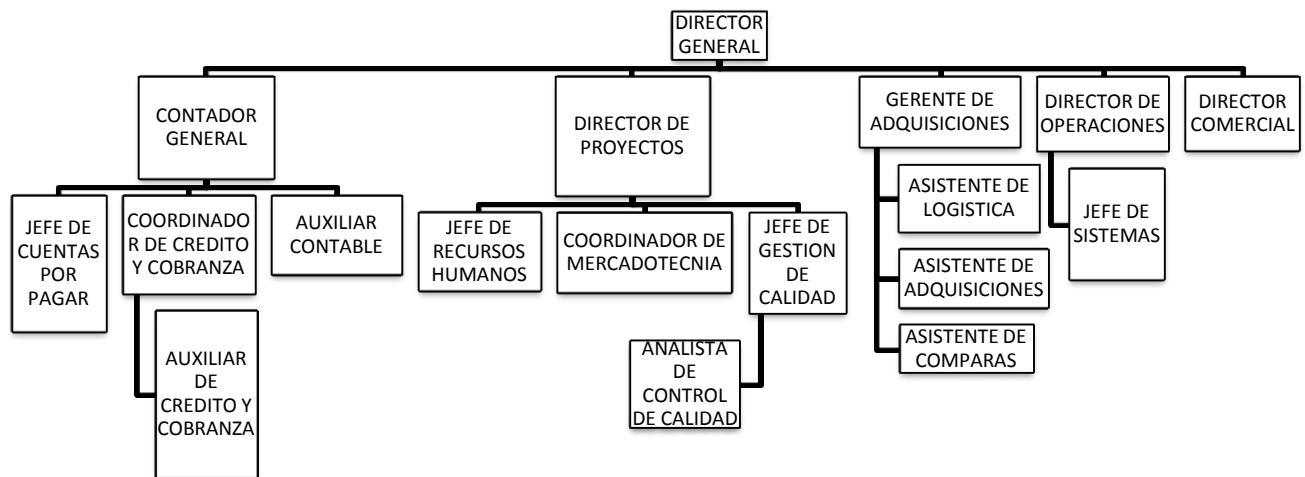 DIRECTOR
GENERAL
CONTADOR
GENERAL
DIRECTOR DE
PROYECTOS
GERENTE DE
ADQUISICIONES
DIRECTOR DE
OPERACIONES
DIRECTOR
COMERCIAL
JEFE DE
CUENTAS
POR
PAGAR
COORDINADO
R DE CREDITO
Y COBRANZA
AUXILIAR
CONTABLE
JEFE DE
RECURSOS
HUMANOS
COORDINADOR DE
MERCADOTECNIA
JEFE DE
GESTION
DE
CALIDAD
ASISTENTE DE
LOGISTICA
JEFE DE
SISTEMAS
ASISTENTE DE
ADQUISICIONES
ASISTENTE DE
COMPARAS
AUXILIAR
DE
CREDITO Y
COBRANZA
ANALISTA
DE
CONTROL
DE CALIDAD